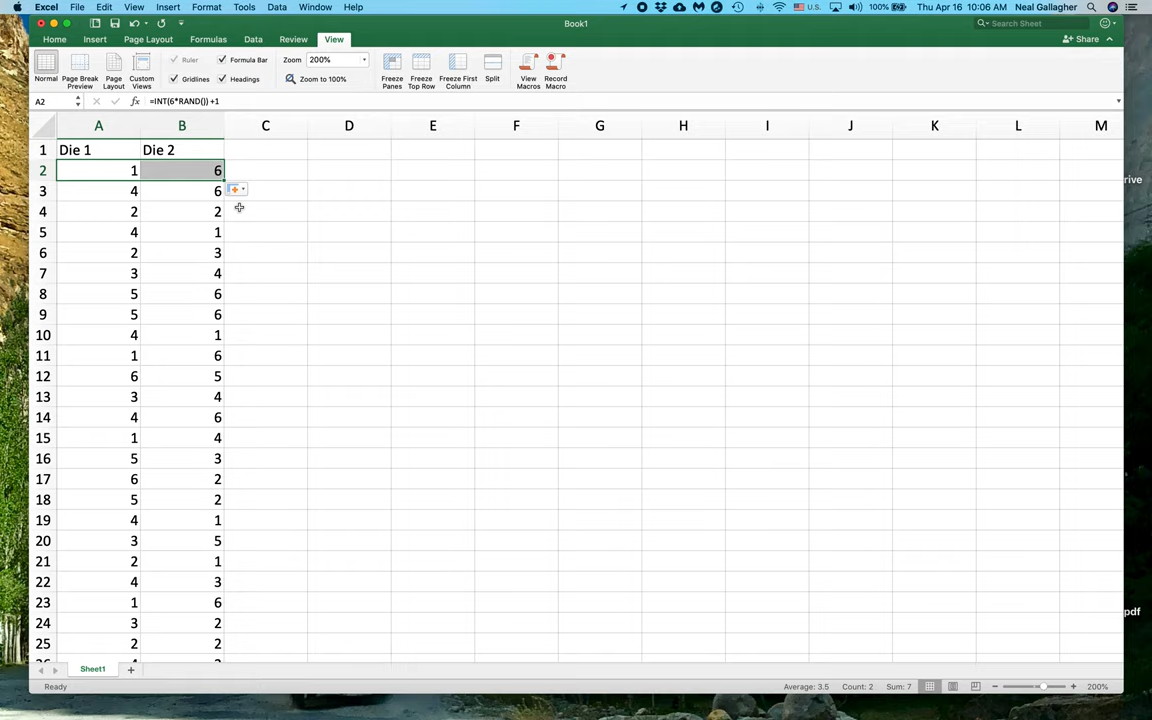 Excel File Edit View Insert Format Tools Data Window Help U.S. 100% Thu Apr 16 10:06 AM Neal Gallagher
Book1 Search Sheet
Home Insert Page Layout Formulas Data Review View Share
Normal Page Break Preview Page Layout Custom Views Ruler Formula Bar Gridlines Headings Zoom 200% Zoom to 100% Freeze Panes Freeze Top Row Freeze First Column Split View Macros Record Macro
A2 fx =INT(6*RAND()) +1
A B C D E F G H I J K L M
1 Die 1 Die 2
2 1 6
3 4 6
4 2 2
5 4 1
6 2 3
7 3 4
8 5 6
9 5 6
10 4 1
11 1 6
12 6 5
13 3 4
14 4 6
15 1 4
16 5 3
17 6 2
18 5 2
19 4 1
20 3 5
21 2 1
22 4 3
23 1 6
24 3 2
25 2 2
Sheet1 +
Ready Average: 3.5 Count: 2 Sum: 7 200%
rive
pdf